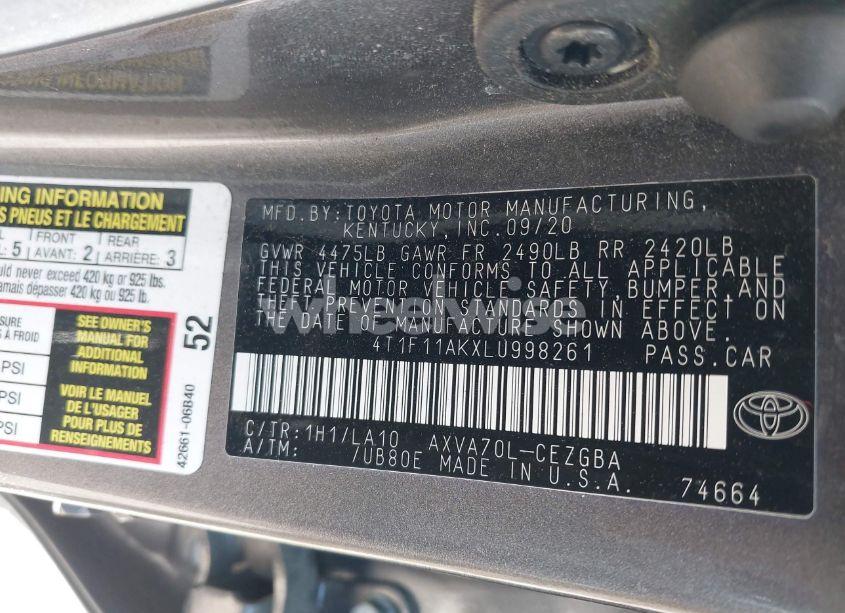 ING INFORMATION
S PNEUS ET LE CHARGEMENT
5 FRONT AVANT: 2 REAR ARRIÈRE: 3
ould never exceed 420 kg or 925 lbs.
amais dépasser 420 kg ou 925 lb.
SURE
À FROID
PSI
PSI
SEE OWNER'S
MANUAL FOR
ADDITIONAL
INFORMATION
VOIR LE MANUEL
DE L'USAGER
POUR PLUS DE
RENSEIGNEMENTS
52
42661-06B40
MFD.BY:TOYOTA MOTOR MANUFACTURING,
KENTUCKY,INC.09/20
GVWR 4475LB GAWR FR 2490LB RR 2420LB
THIS VEHICLE CONFORMS TO ALL APPLICABLE
FEDERAL MOTOR VEHICLE SAFETY,BUMPER,AND
THEFT PREVENTION STANDARDS IN EFFECT ON
THE DATE OF MANUFACTURE SHOWN ABOVE.
4T1F11AKXLU998261 PASS.CAR
C/TR:1H1/LA10 AXVA70L-CEZGBA
A/TM: 7UB80E MADE IN U.S.A. 74664
TOYOTA
wheelwise